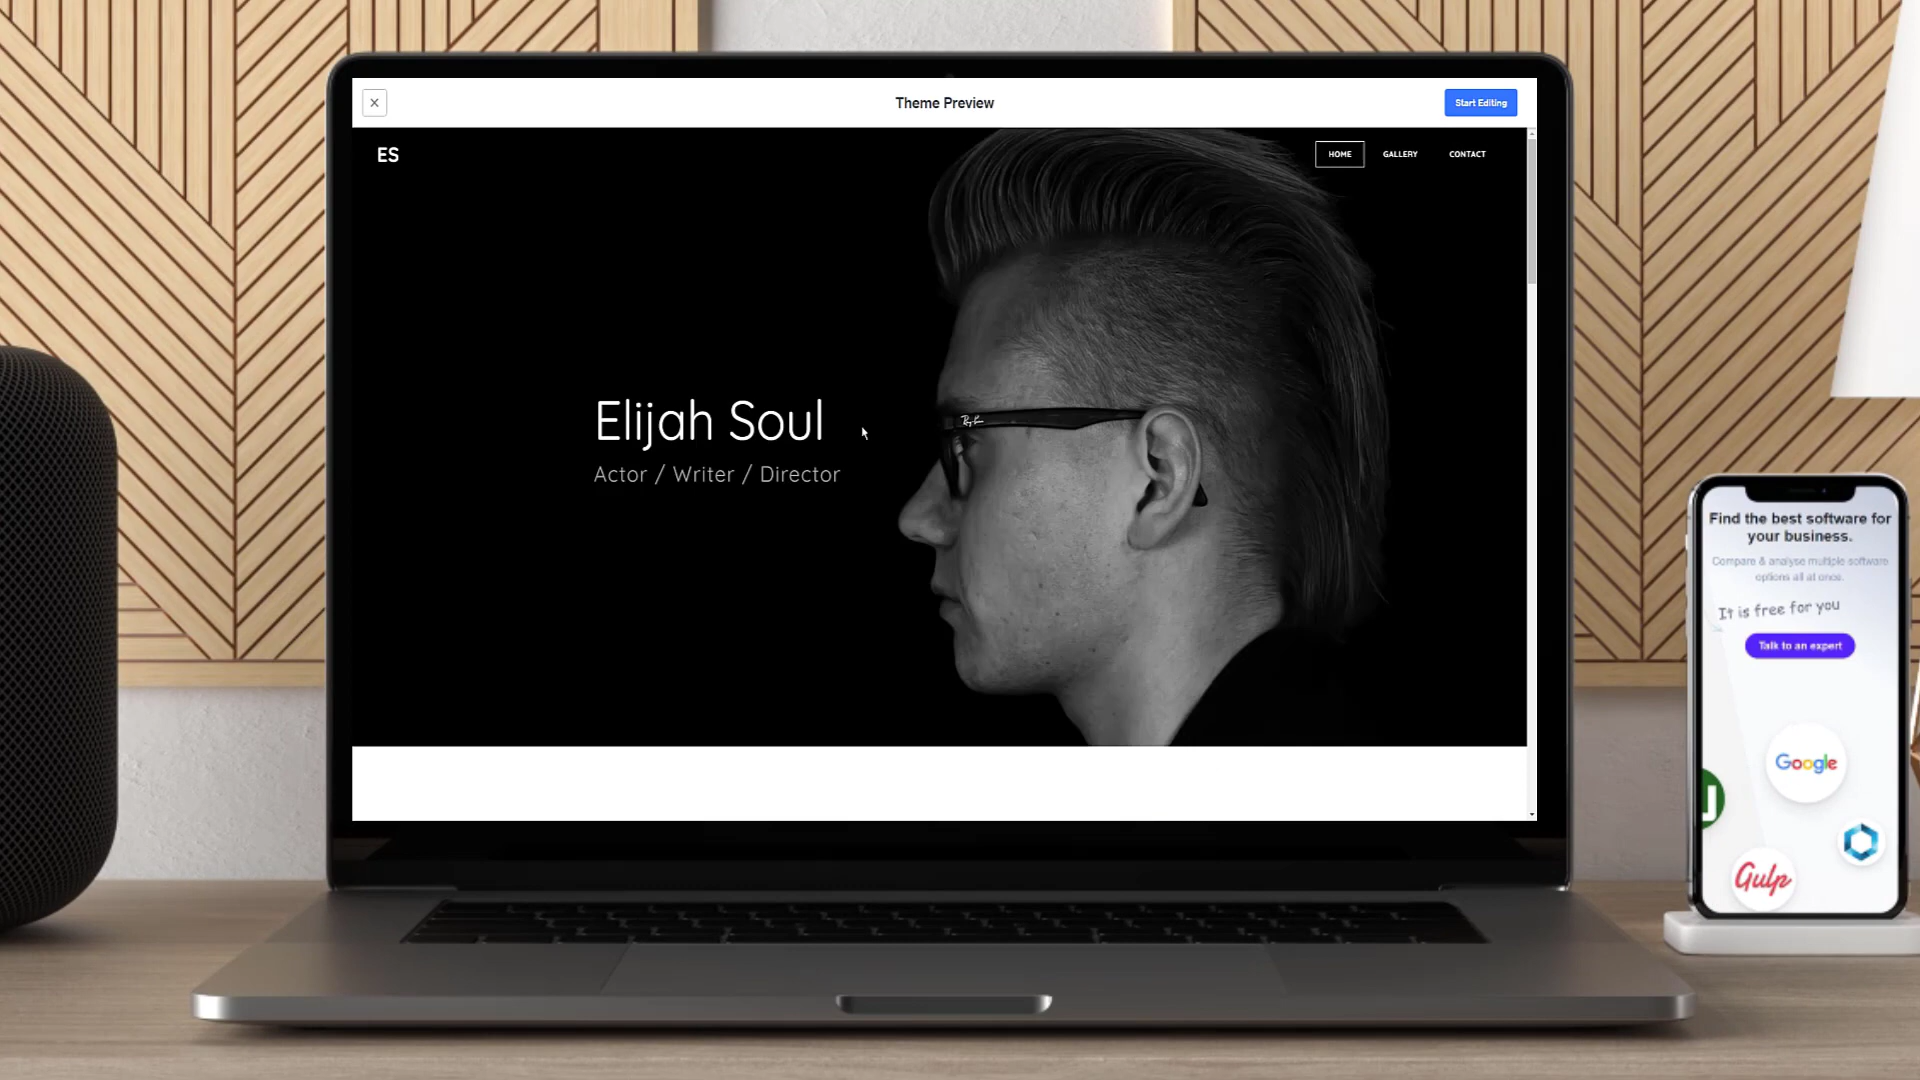 Theme Preview
Start Editing
ES
HOME
GALLERY
CONTACT
Elijah Soul
Actor / Writer / Director
Ray-Ban
Find the best software for
your business.
Compare & analyse multiple software
options all at once.
It is free for you
Talk to an expert
Google
Gulp